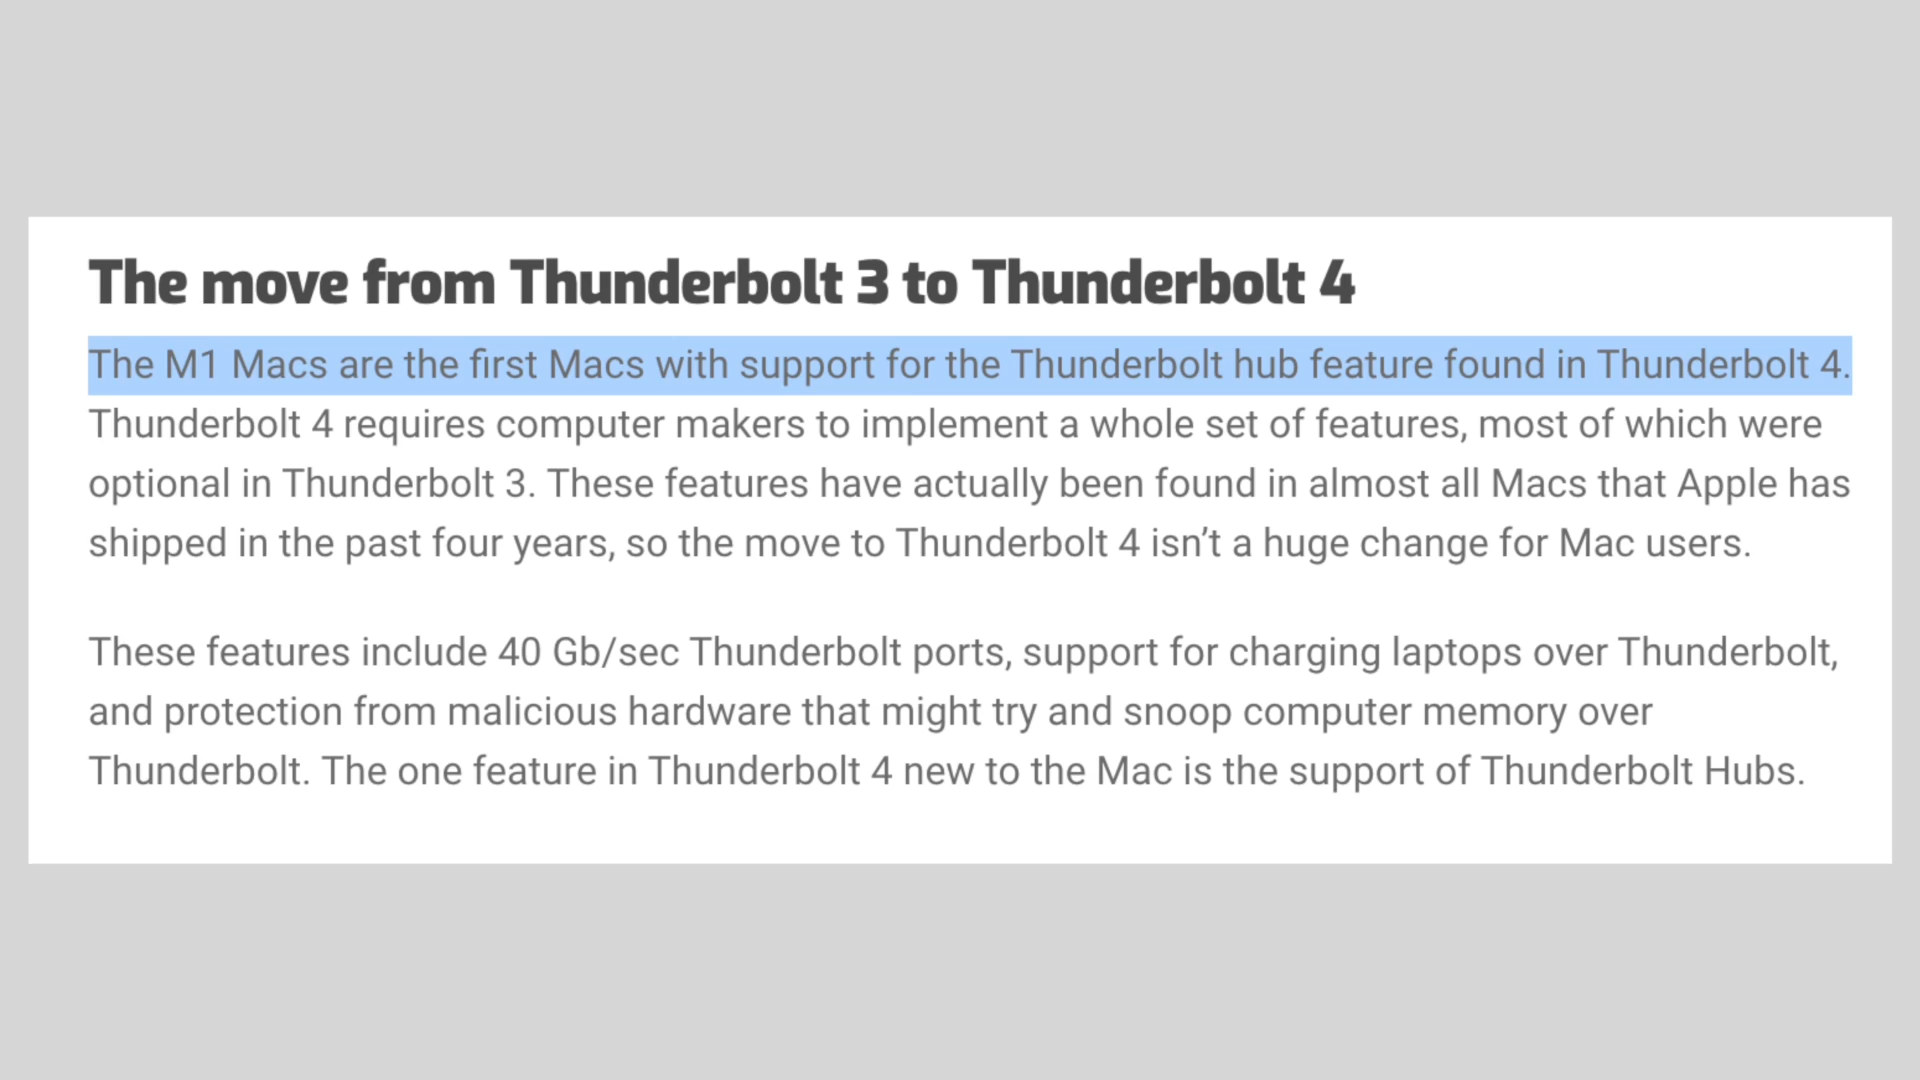 The move from Thunderbolt 3 to Thunderbolt 4
The M1 Macs are the first Macs with support for the Thunderbolt hub feature found in Thunderbolt 4.
Thunderbolt 4 requires computer makers to implement a whole set of features, most of which were
optional in Thunderbolt 3. These features have actually been found in almost all Macs that Apple has
shipped in the past four years, so the move to Thunderbolt 4 isn’t a huge change for Mac users.
These features include 40 Gb/sec Thunderbolt ports, support for charging laptops over Thunderbolt,
and protection from malicious hardware that might try and snoop computer memory over
Thunderbolt. The one feature in Thunderbolt 4 new to the Mac is the support of Thunderbolt Hubs.